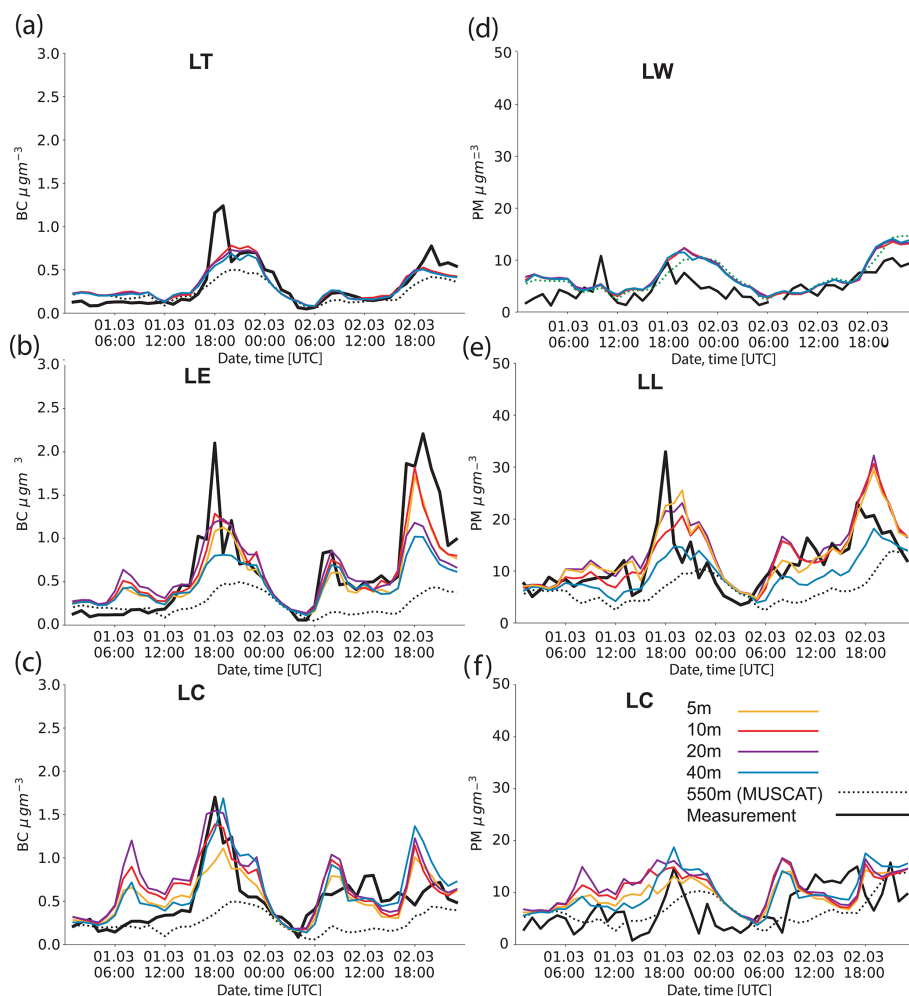 (a)
LT
3.0
2.5
2.0
1.5
1.0
0.5
0.0
BC μ gm⁻³
01.03 01.03 01.03 02.03 02.03 02.03 02.03
06:00 12:00 18:00 00:00 06:00 12:00 18:00
Date, time [UTC]
(d)
LW
50
40
30
20
10
0
PM μ gm⁻³
01.03 01.03 01.03 02.03 02.03 02.03 02.03
06:00 12:00 18:00 00:00 06:00 12:00 18:00
Date, time [UTC]
(b)
LE
3.0
2.5
2.0
1.5
1.0
0.5
0.0
BC μ gm ³
01.03 01.03 01.03 02.03 02.03 02.03 02.03
06:00 12:00 18:00 00:00 06:00 12:00 18:00
Date, time [UTC]
(e)
LL
50
40
30
20
10
0
PM μ gm⁻³
01.03 01.03 01.03 02.03 02.03 02.03 02.03
06:00 12:00 18:00 00:00 06:00 12:00 18:00
Date, time [UTC]
(c)
LC
3.0
2.5
2.0
1.5
1.0
0.5
0.0
BC μ gm⁻³
01.03 01.03 01.03 02.03 02.03 02.03 02.03
06:00 12:00 18:00 00:00 06:00 12:00 18:00
Date, time [UTC]
(f)
LC
50
40
30
20
10
0
PM μ gm⁻³
5m
10m
20m
40m
550m (MUSCAT)
Measurement
01.03 01.03 01.03 02.03 02.03 02.03 02.03
06:00 12:00 18:00 00:00 06:00 12:00 18:00
Date, time [UTC]